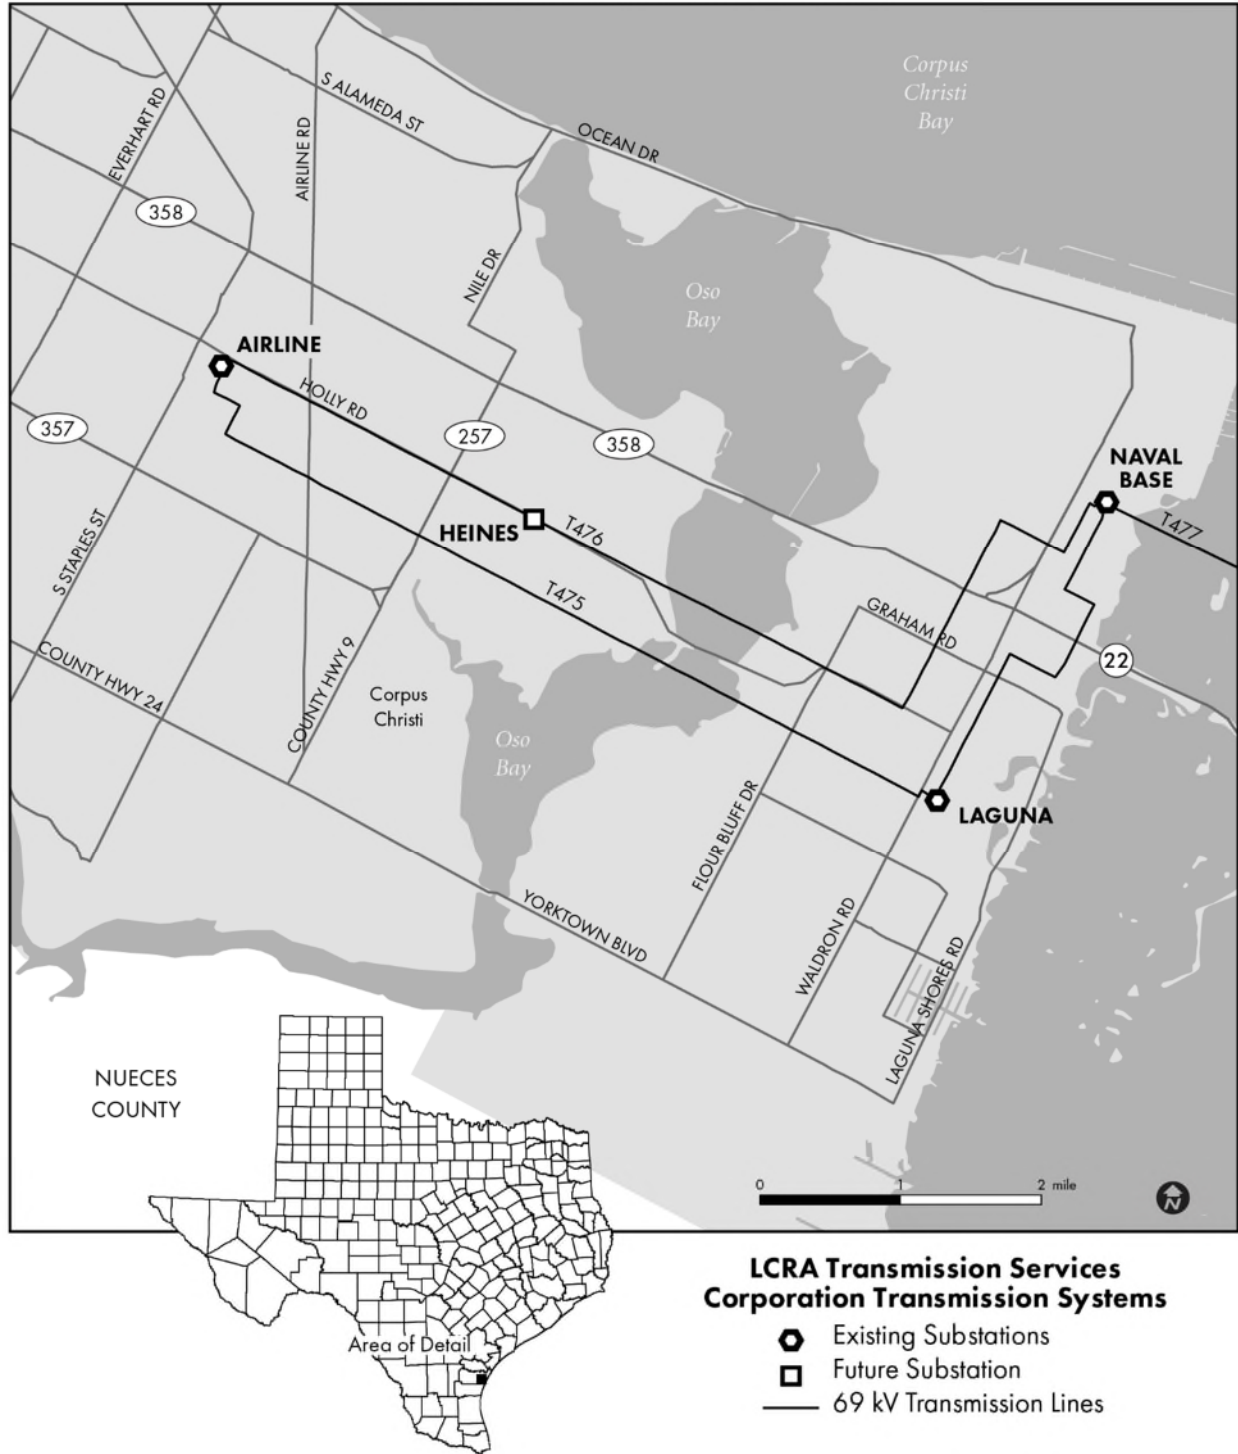 Corpus
Christi
Bay
S ALAMEDA ST
OCEAN DR
EVERHART RD
AIRLINE RD
358
NILE DR
Oso
Bay
AIRLINE
HOLLY RD
357
257
358
NAVAL
BASE
HEINES
T476
T477
S STAPLES ST
T475
GRAHAM RD
22
COUNTY HWY 24
COUNTY HWY 9
Corpus
Christi
Oso
Bay
LAGUNA
FLOUR BLUFF DR
YORKTOWN BLVD
WALDRON RD
LAGUNA SHORES RD
NUECES
COUNTY
0 1 2 mile
N
Area of Detail
LCRA Transmission Services
Corporation Transmission Systems
Existing Substations
Future Substation
69 kV Transmission Lines